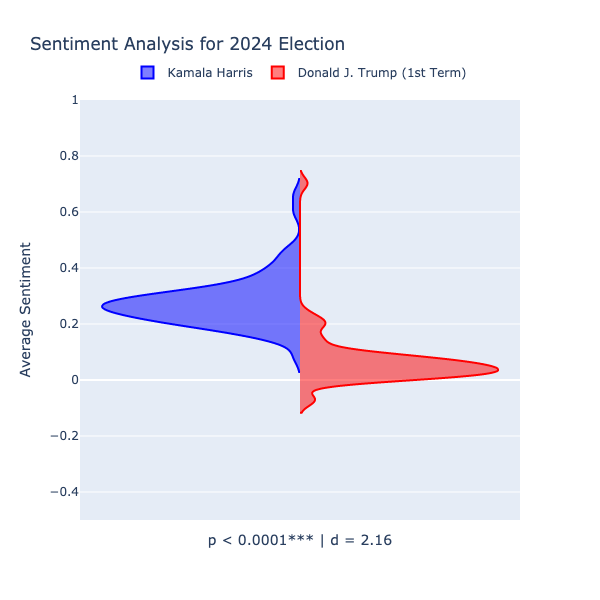 Sentiment Analysis for 2024 Election
Kamala Harris
Donald J. Trump (1st Term)
1
0.8
0.6
0.4
0.2
0
−0.2
−0.4
Average Sentiment
p < 0.0001*** | d = 2.16